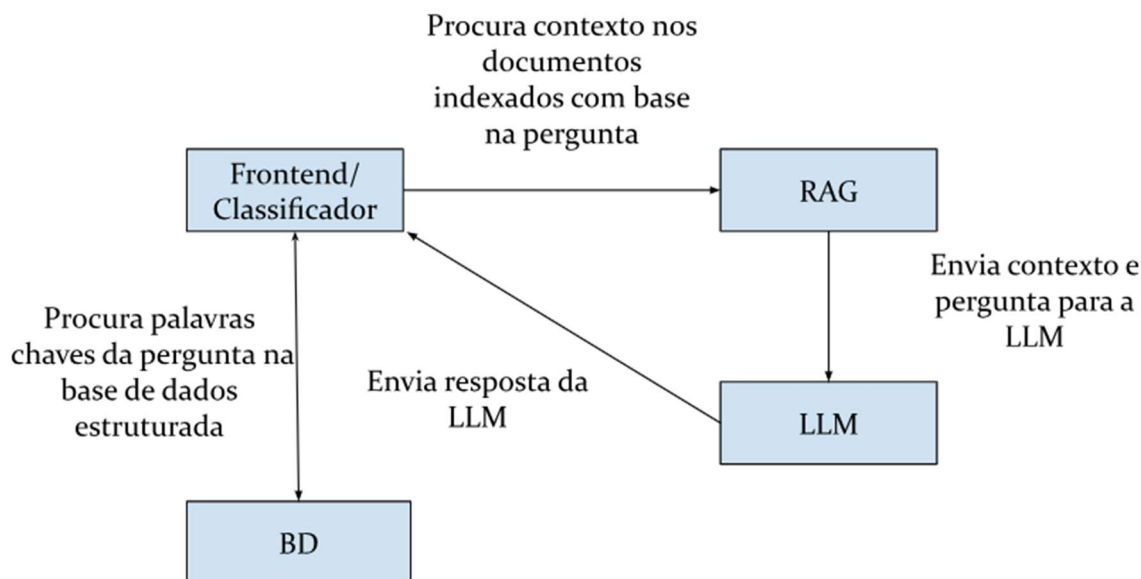 Procura contexto nos
documentos
indexados com base
na pergunta
Frontend/
Classificador
RAG
Envia contexto e
pergunta para a
LLM
Procura palavras
chaves da pergunta na
base de dados
estruturada
Envia resposta da
LLM
LLM
BD